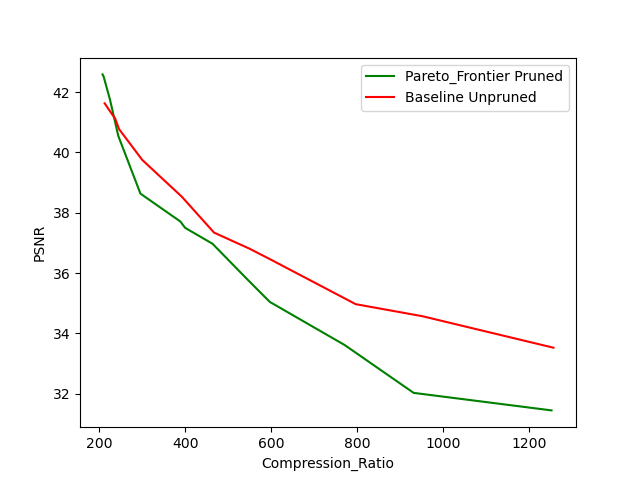 Pareto_Frontier Pruned
Baseline Unpruned
PSNR
42
40
38
36
34
32
200 400 600 800 1000 1200
Compression_Ratio